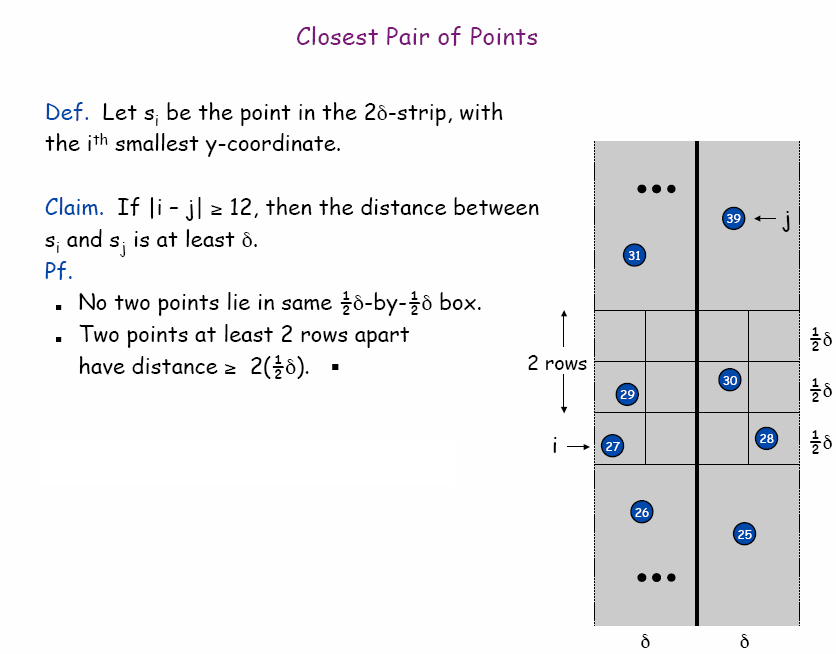 Closest Pair of Points
Def. Let sᵢ be the point in the 2δ-strip, with
the iᵗʰ smallest y-coordinate.
Claim. If |i – j| ≥ 12, then the distance between
sᵢ and sⱼ is at least δ.
Pf.
▪ No two points lie in same ½δ-by-½δ box.
▪ Two points at least 2 rows apart
have distance ≥ 2(½δ). ▪
•••
39 ← j
31
½δ
2 rows
30
½δ
29
28
½δ
i → 27
26
25
•••
δ δ